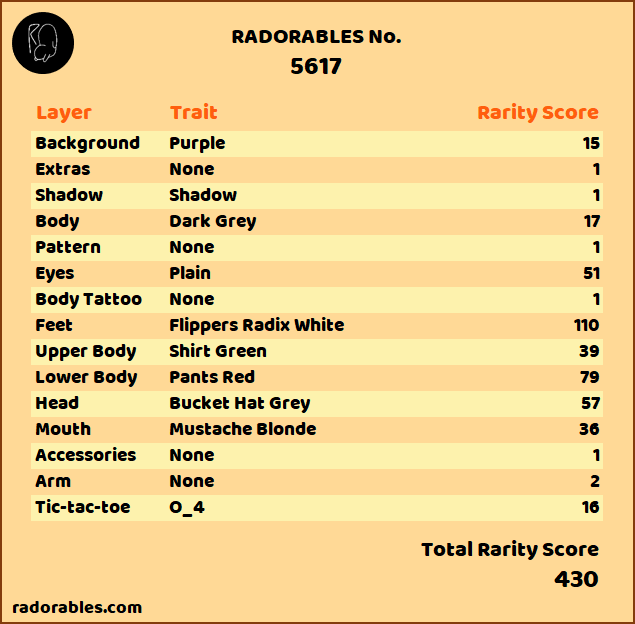 RADORABLES No.
5617
Layer Trait Rarity Score
Background Purple 15
Extras None 1
Shadow Shadow 1
Body Dark Grey 17
Pattern None 1
Eyes Plain 51
Body Tattoo None 1
Feet Flippers Radix White 110
Upper Body Shirt Green 39
Lower Body Pants Red 79
Head Bucket Hat Grey 57
Mouth Mustache Blonde 36
Accessories None 1
Arm None 2
Tic-tac-toe O_4 16
Total Rarity Score
430
radorables.com